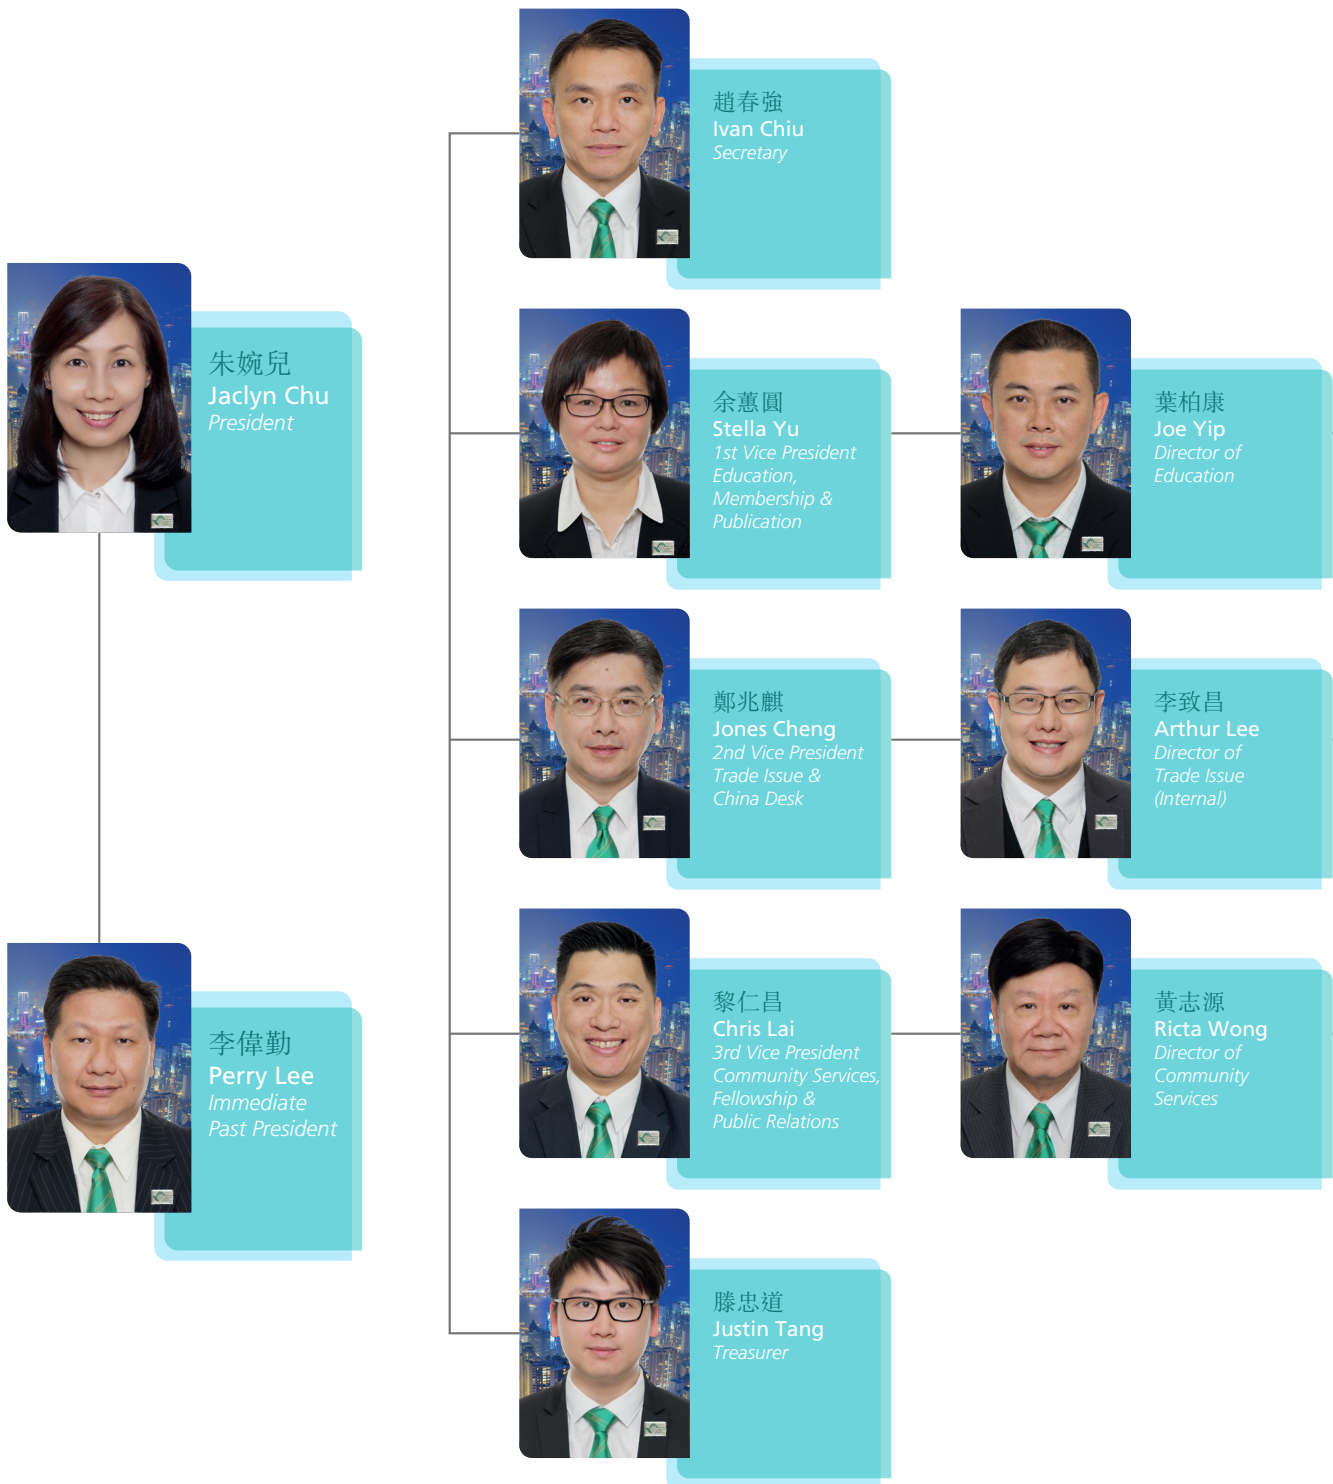 趙春強
Ivan Chiu
Secretary
朱婉兒
Jaclyn Chu
President
余蕙圓
Stella Yu
1st Vice President
Education,
Membership &
Publication
葉柏康
Joe Yip
Director of
Education
鄭兆麒
Jones Cheng
2nd Vice President
Trade Issue &
China Desk
李致昌
Arthur Lee
Director of
Trade Issue
(Internal)
李偉勤
Perry Lee
Immediate
Past President
黎仁昌
Chris Lai
3rd Vice President
Community Services,
Fellowship &
Public Relations
黃志源
Ricta Wong
Director of
Community
Services
滕忠道
Justin Tang
Treasurer